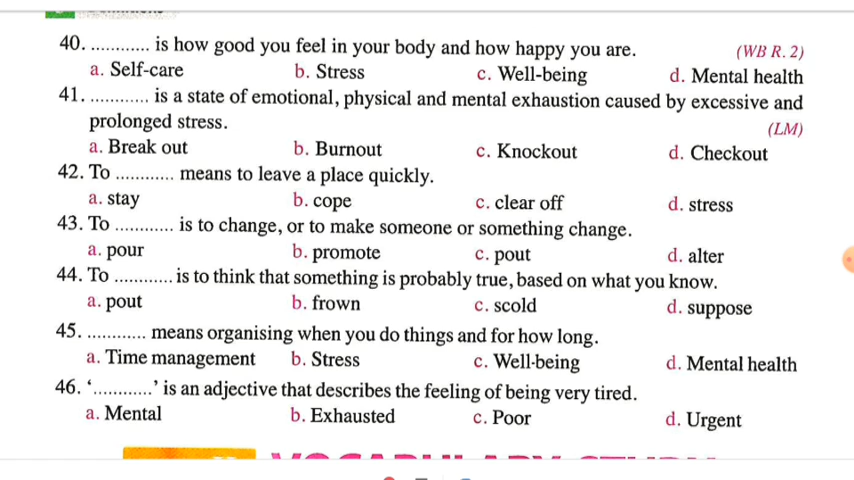 40. ............ is how good you feel in your body and how happy you are. (WB R. 2)
a. Self-care b. Stress c. Well-being d. Mental health
41. ............ is a state of emotional, physical and mental exhaustion caused by excessive and
prolonged stress. (LM)
a. Break out b. Burnout c. Knockout d. Checkout
42. To ............ means to leave a place quickly.
a. stay b. cope c. clear off d. stress
43. To ............ is to change, or to make someone or something change.
a. pour b. promote c. pout d. alter
44. To ............ is to think that something is probably true, based on what you know.
a. pout b. frown c. scold d. suppose
45. ............ means organising when you do things and for how long.
a. Time management b. Stress c. Well-being d. Mental health
46. ‘............’ is an adjective that describes the feeling of being very tired.
a. Mental b. Exhausted c. Poor d. Urgent